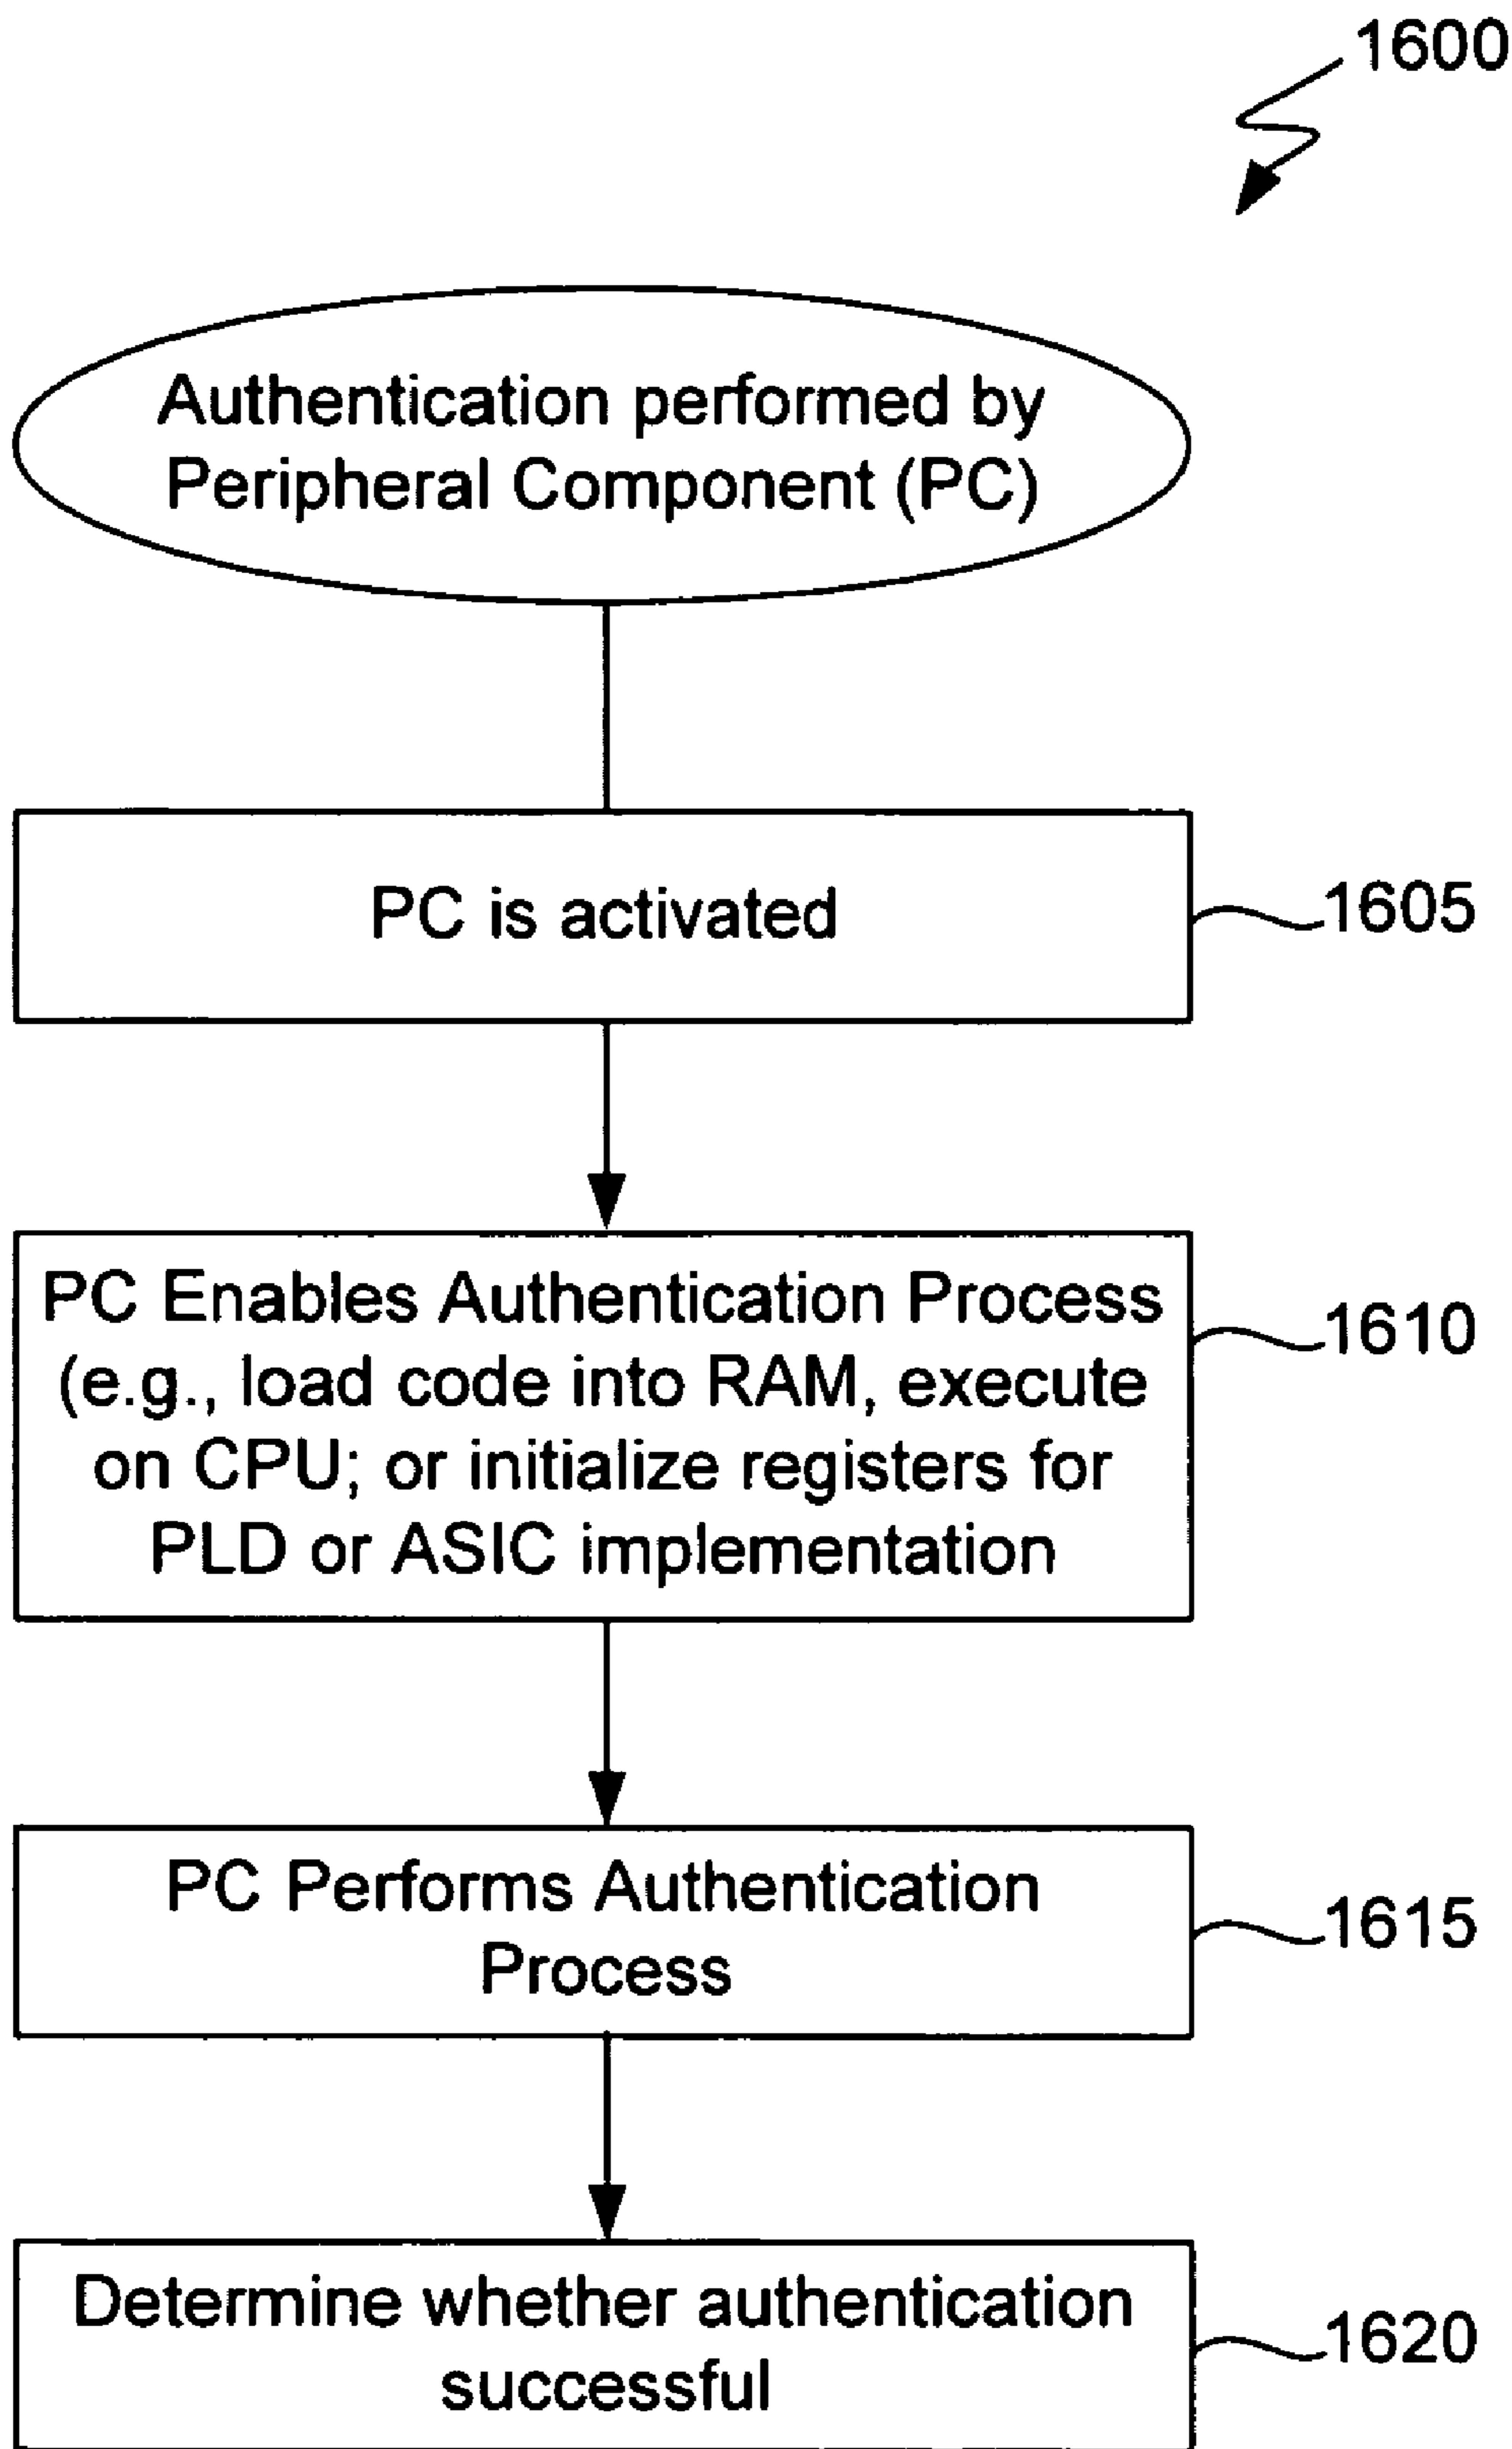 1600
Authentication performed by
Peripheral Component (PC)
PC is activated
1605
PC Enables Authentication Process
(e.g., load code into RAM, execute
on CPU; or initialize registers for
PLD or ASIC implementation
1610
PC Performs Authentication
Process
1615
Determine whether authentication
successful
1620